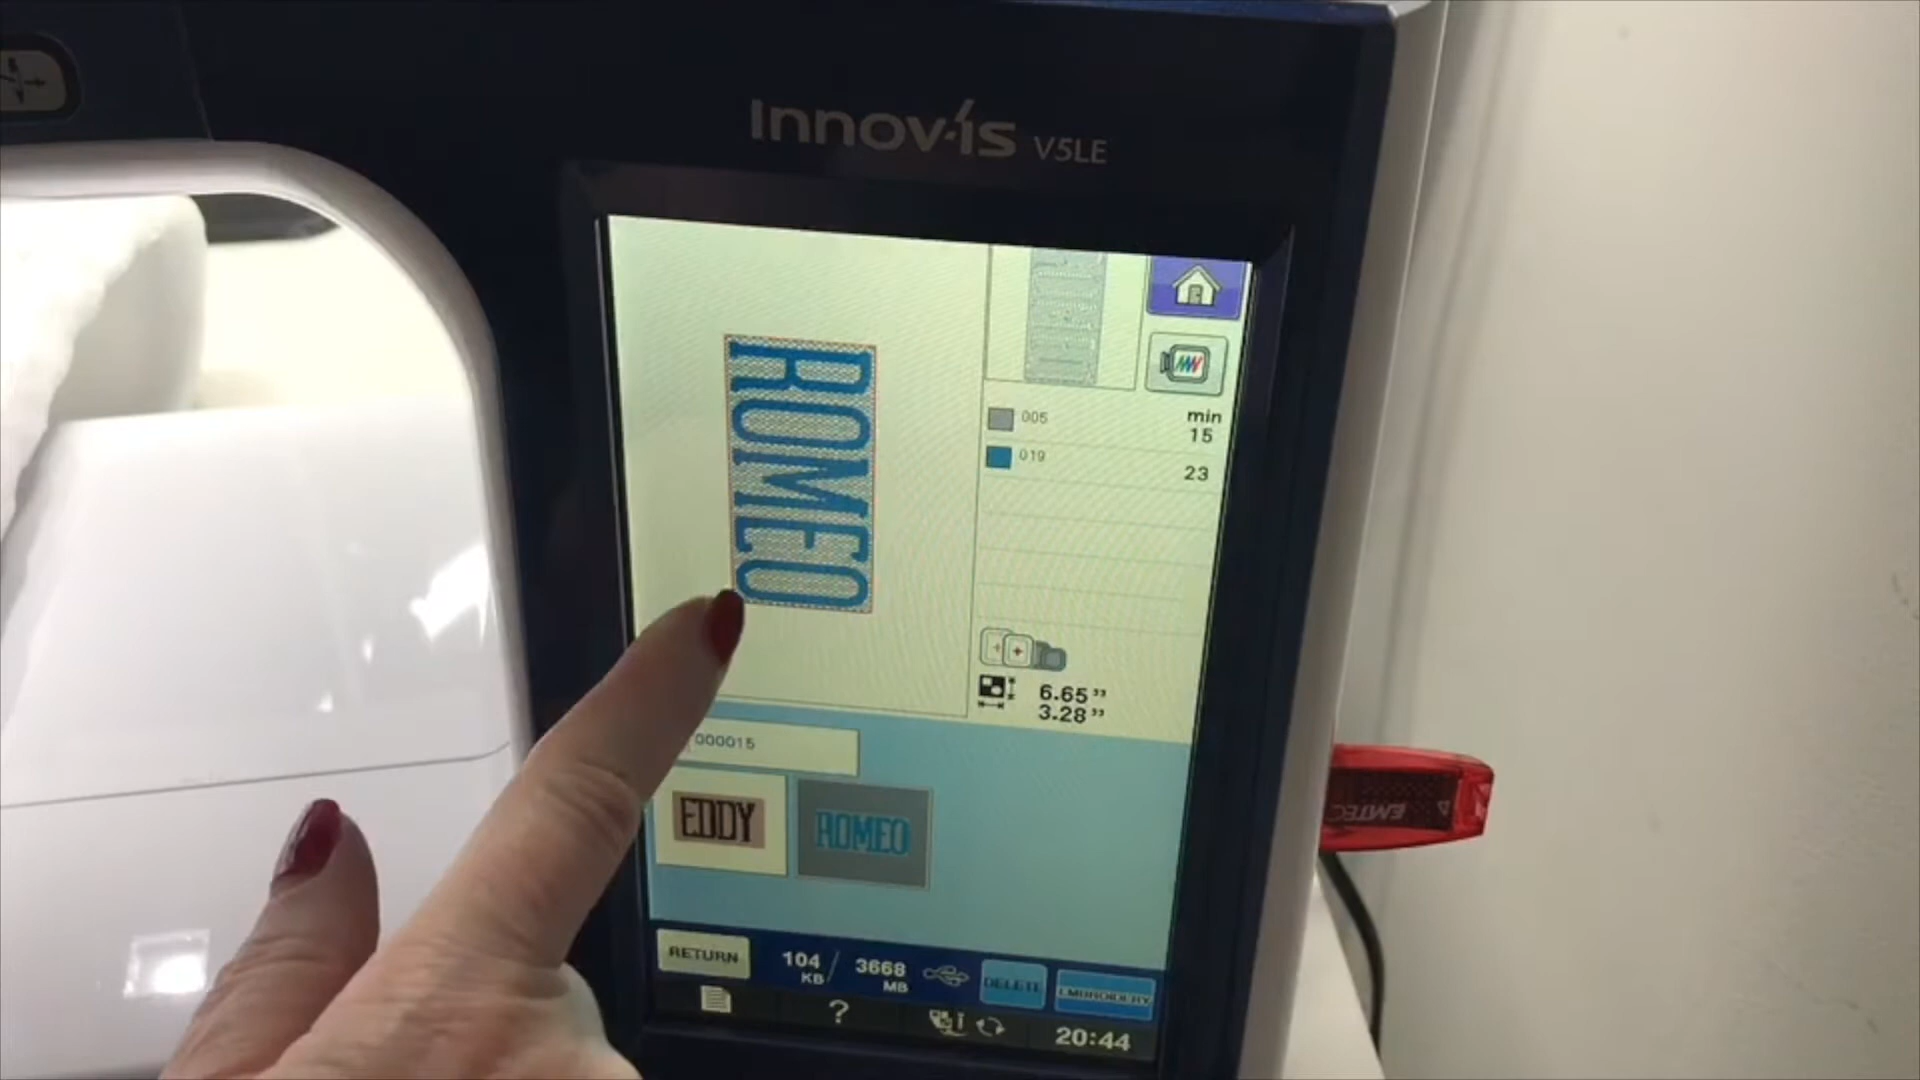 Innov-ís V5LE
ROMEO
005
min
15
019
23
6.65"
3.28"
000015
EDDY
ROMEO
RETURN
104 KB / 3668 MB
DELETE
EMBROIDERY
?
20:44
EMTEC